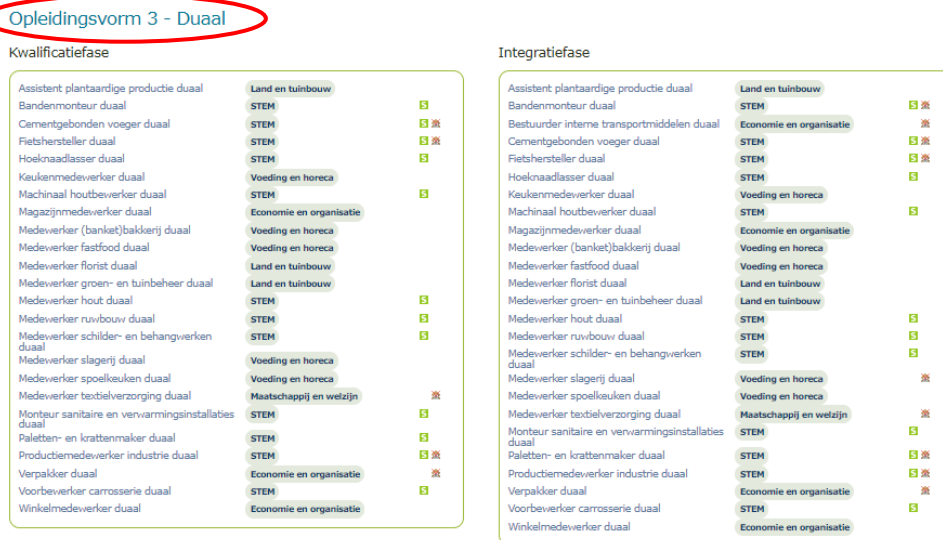 Opleidingsvorm 3 - Duaal
Kwalificatiefase
Assistent plantaardige productie duaal Land en tuinbouw
Bandenmonteur duaal STEM S
Cementgebonden voeger duaal STEM S
Fietshersteller duaal STEM S
Hoeknaadlasser duaal STEM S
Keukenmedewerker duaal Voeding en horeca
Machinaal houtbewerker duaal STEM S
Magazijnmedewerker duaal Economie en organisatie
Medewerker (banket)bakkerij duaal Voeding en horeca
Medewerker fastfood duaal Voeding en horeca
Medewerker florist duaal Land en tuinbouw
Medewerker groen- en tuinbeheer duaal Land en tuinbouw
Medewerker hout duaal STEM S
Medewerker ruwbouw duaal STEM S
Medewerker schilder- en behangwerken STEM S
duaal
Medewerker slagerij duaal Voeding en horeca
Medewerker spoelkeuken duaal Voeding en horeca
Medewerker textielverzorging duaal Maatschappij en welzijn
Monteur sanitaire en verwarmingsinstallaties STEM S
duaal
Paletten- en krattenmaker duaal STEM S
Productiemedewerker industrie duaal STEM S
Verpakker duaal Economie en organisatie
Voorbewerker carrosserie duaal STEM S
Winkelmedewerker duaal Economie en organisatie
Integratiefase
Assistent plantaardige productie duaal Land en tuinbouw
Bandenmonteur duaal STEM S
Bestuurder interne transportmiddelen duaal Economie en organisatie
Cementgebonden voeger duaal STEM S
Fietshersteller duaal STEM S
Hoeknaadlasser duaal STEM S
Keukenmedewerker duaal Voeding en horeca
Machinaal houtbewerker duaal STEM S
Magazijnmedewerker duaal Economie en organisatie
Medewerker (banket)bakkerij duaal Voeding en horeca
Medewerker fastfood duaal Voeding en horeca
Medewerker florist duaal Land en tuinbouw
Medewerker groen- en tuinbeheer duaal Land en tuinbouw
Medewerker hout duaal STEM S
Medewerker ruwbouw duaal STEM S
Medewerker schilder- en behangwerken STEM S
duaal
Medewerker slagerij duaal Voeding en horeca
Medewerker spoelkeuken duaal Voeding en horeca
Medewerker textielverzorging duaal Maatschappij en welzijn
Monteur sanitaire en verwarmingsinstallaties STEM S
duaal
Paletten- en krattenmaker duaal STEM S
Productiemedewerker industrie duaal STEM S
Verpakker duaal Economie en organisatie
Voorbewerker carrosserie duaal STEM S
Winkelmedewerker duaal Economie en organisatie